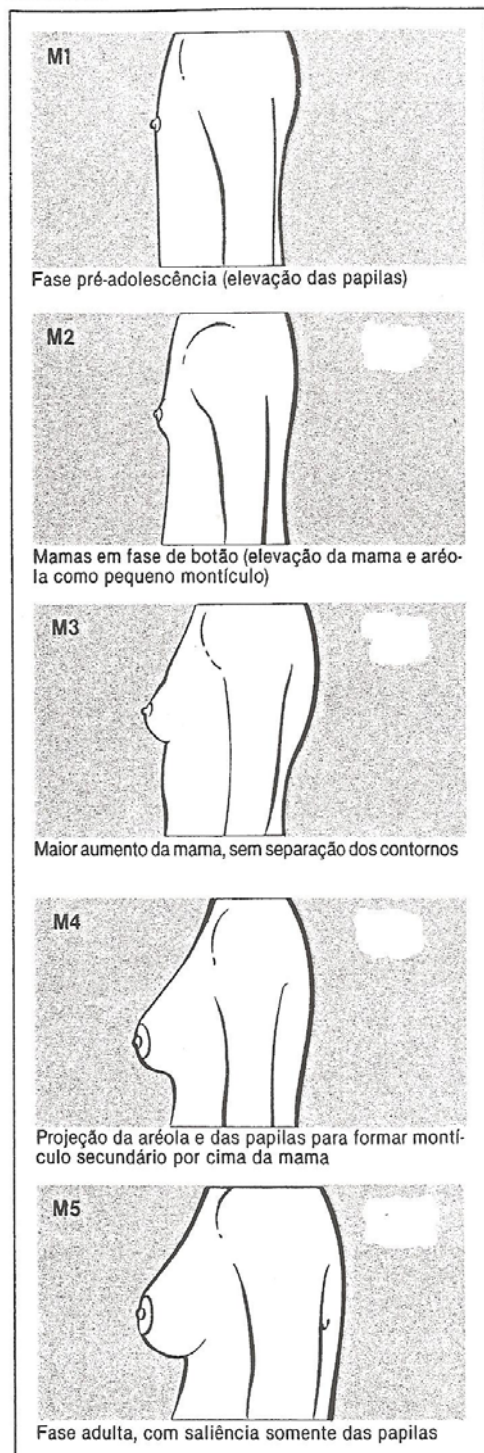 M1
Fase pré-adolescência (elevação das papilas)
M2
Mamas em fase de botão (elevação da mama e aréo-
la como pequeno montículo)
M3
Maior aumento da mama, sem separação dos contornos
M4
Projeção da aréola e das papilas para formar montí-
culo secundário por cima da mama
M5
Fase adulta, com saliência somente das papilas